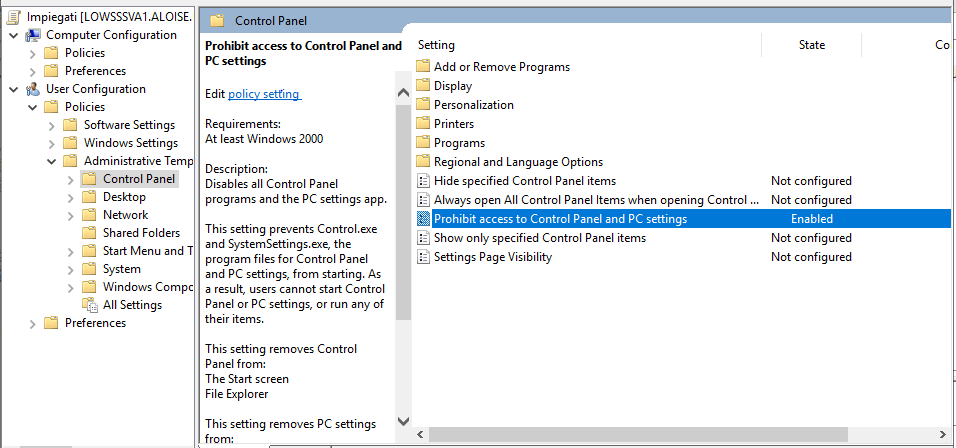 Impiegati [LOWSSSVA1.ALOISE.
Computer Configuration
Policies
Preferences
User Configuration
Policies
Software Settings
Windows Settings
Administrative Temp
Control Panel
Desktop
Network
Shared Folders
Start Menu and T
System
Windows Compo
All Settings
Preferences
Control Panel
Prohibit access to Control Panel and
PC settings
Edit policy setting
Requirements:
At least Windows 2000
Description:
Disables all Control Panel
programs and the PC settings app.
This setting prevents Control.exe
and SystemSettings.exe, the
program files for Control Panel
and PC settings, from starting. As
a result, users cannot start Control
Panel or PC settings, or run any of
their items.
This setting removes Control
Panel from:
The Start screen
File Explorer
This setting removes PC settings
from:
Setting State Co
Add or Remove Programs
Display
Personalization
Printers
Programs
Regional and Language Options
Hide specified Control Panel items Not configured
Always open All Control Panel Items when opening Control ... Not configured
Prohibit access to Control Panel and PC settings Enabled
Show only specified Control Panel items Not configured
Settings Page Visibility Not configured